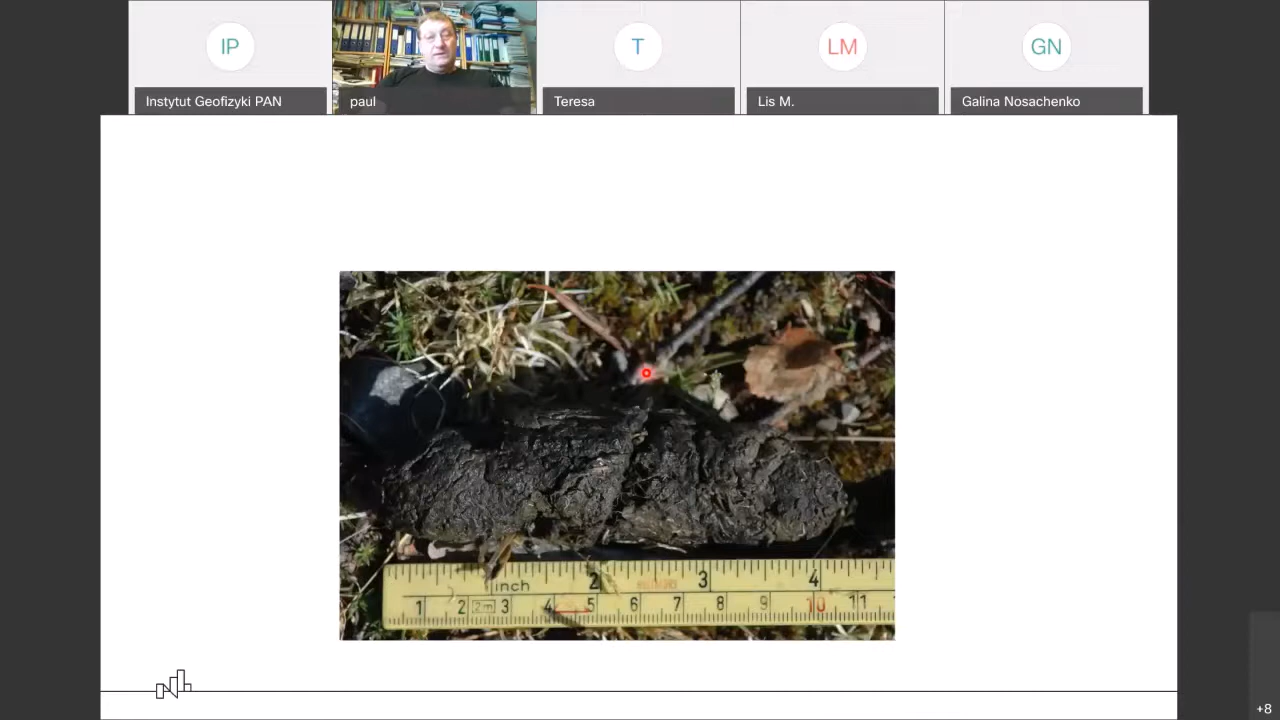 IP
Instytut Geofizyki PAN
paul
T
Teresa
LM
Lis M.
GN
Galina Nosachenko
inch 2 3 4
1 2 2m 3 4 5 6 7 8 9 10 11
+8